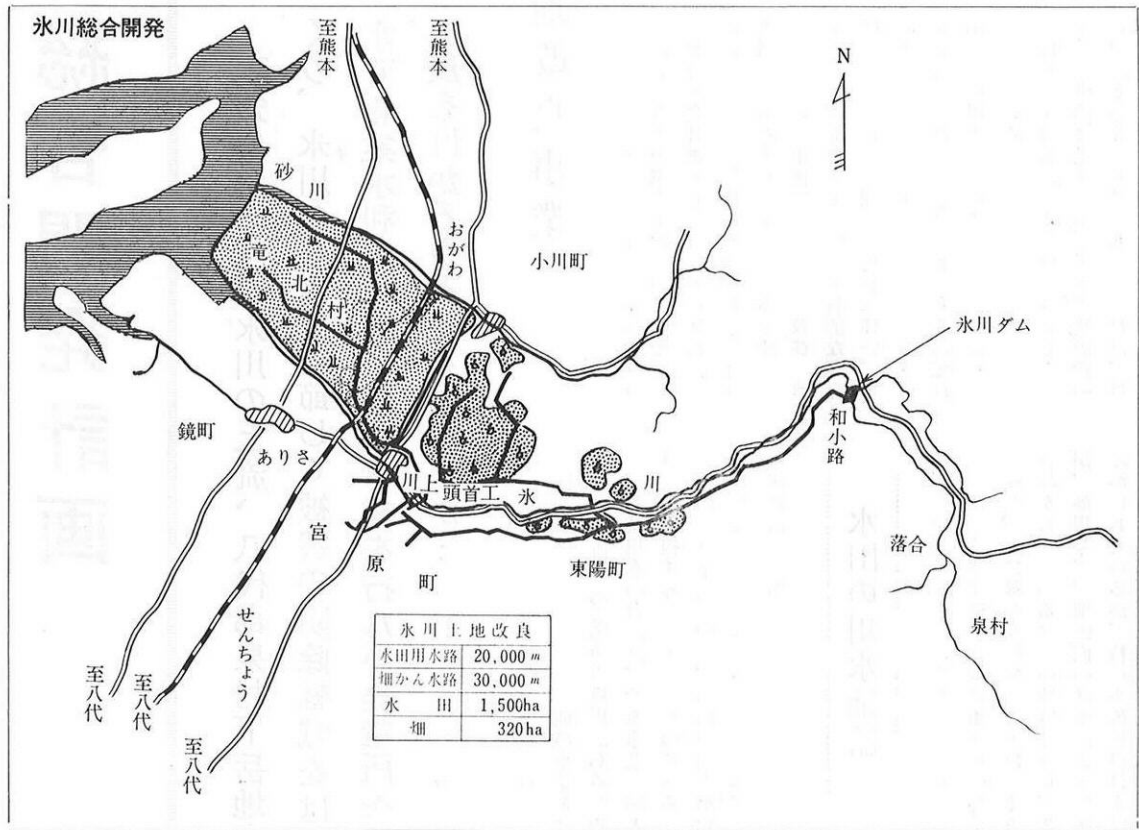 氷川総合開発
至熊本
至熊本
N
砂川
おがわ
小川町
竜北村
氷川ダム
和小路
鏡町
ありさ
川上頭首工
氷川
宮原町
東陽町
落合
泉村
せんちょう
至八代
至八代
至八代
氷川土地改良
水田用水路 20,000m
畑かん水路 30,000m
水田 1,500ha
畑 320ha